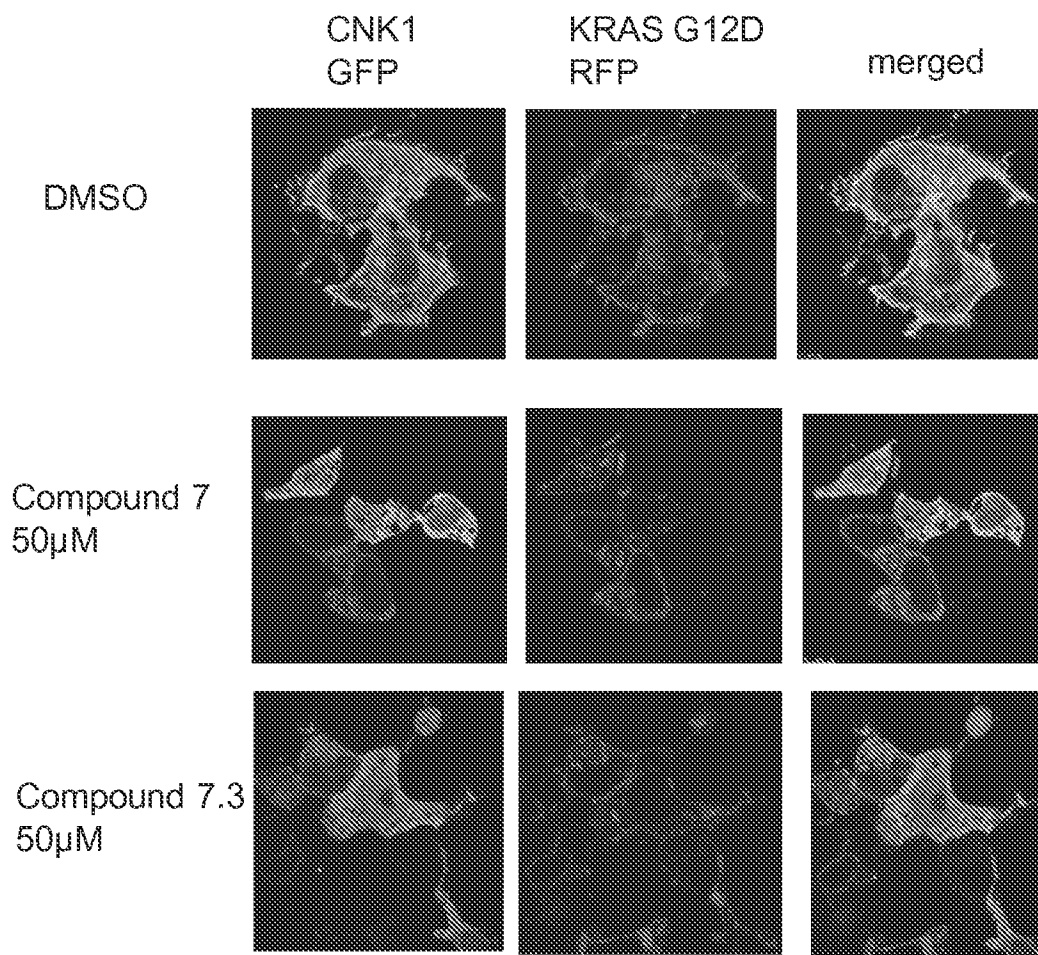 CNK1
GFP
KRAS G12D
RFP
merged
DMSO
Compound 7
50µM
Compound 7.3
50µM